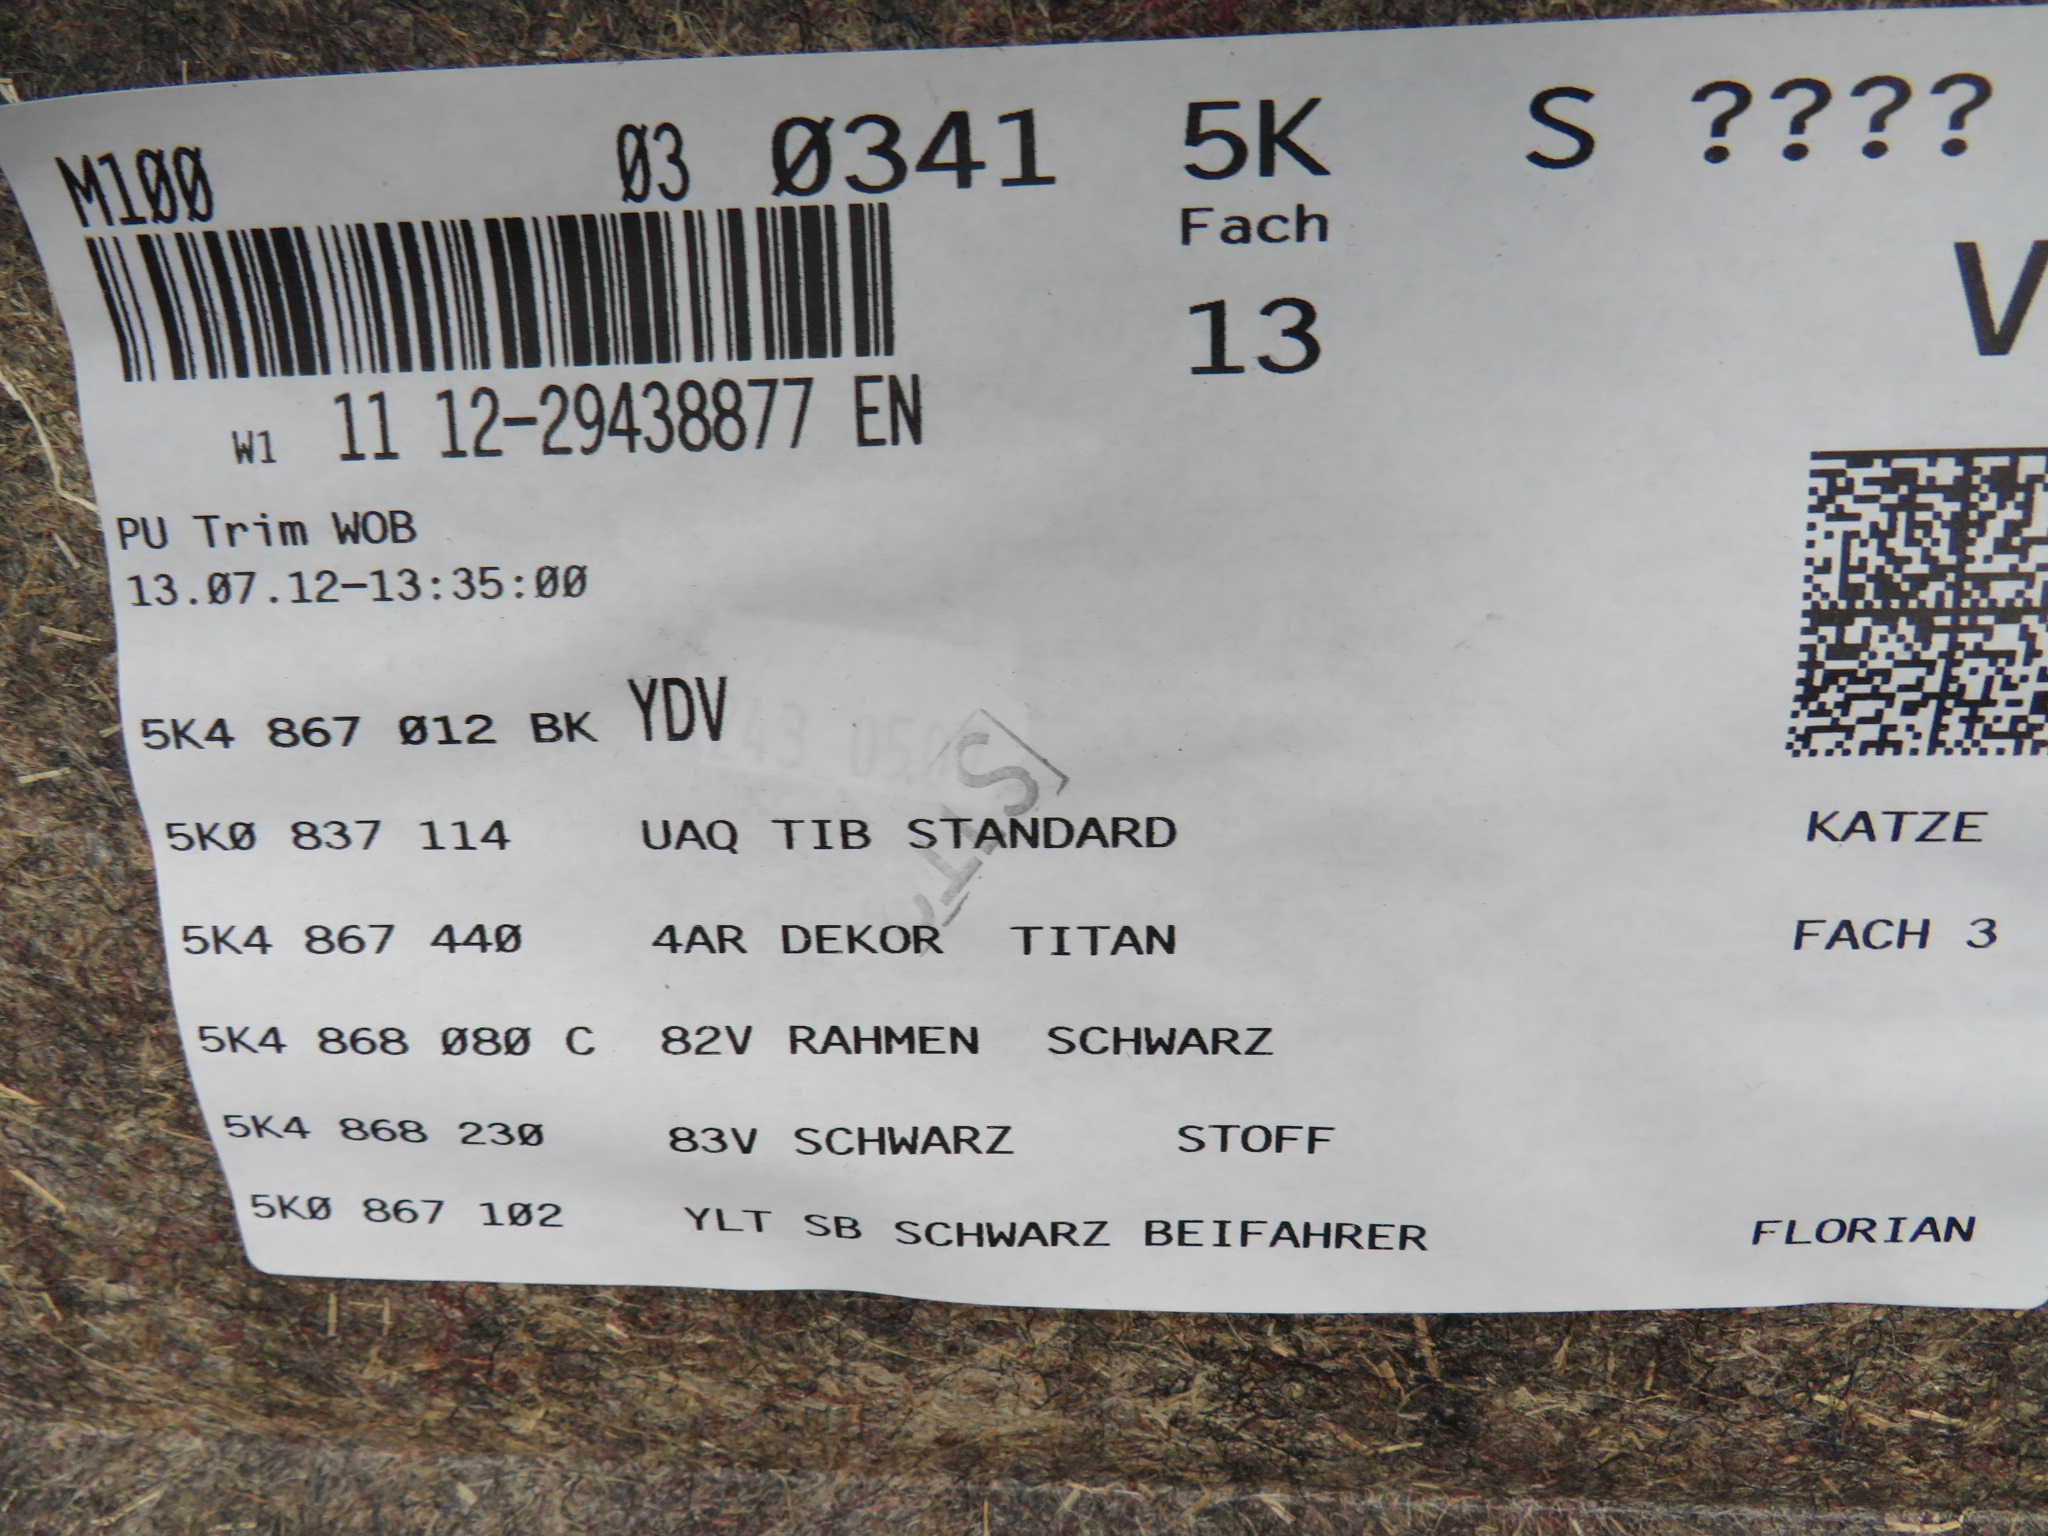 M100 03 0341 5K S ????
Fach
V
13
W1 11 12-29438877 EN
PU Trim WOB
13.07.12-13:35:00
5K4 867 012 BK YDV
5K0 837 114 UAQ TIB STANDARD KATZE
5K4 867 440 4AR DEKOR TITAN FACH 3
5K4 868 080 C 82V RAHMEN SCHWARZ
5K4 868 230 83V SCHWARZ STOFF
5K0 867 102 YLT SB SCHWARZ BEIFAHRER FLORIAN